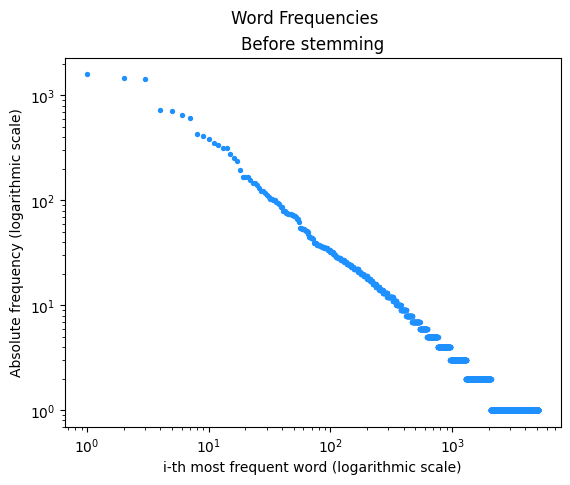 Word Frequencies
Before stemming
Absolute frequency (logarithmic scale)
10³
10²
10¹
10⁰
10⁰ 10¹ 10² 10³
i-th most frequent word (logarithmic scale)